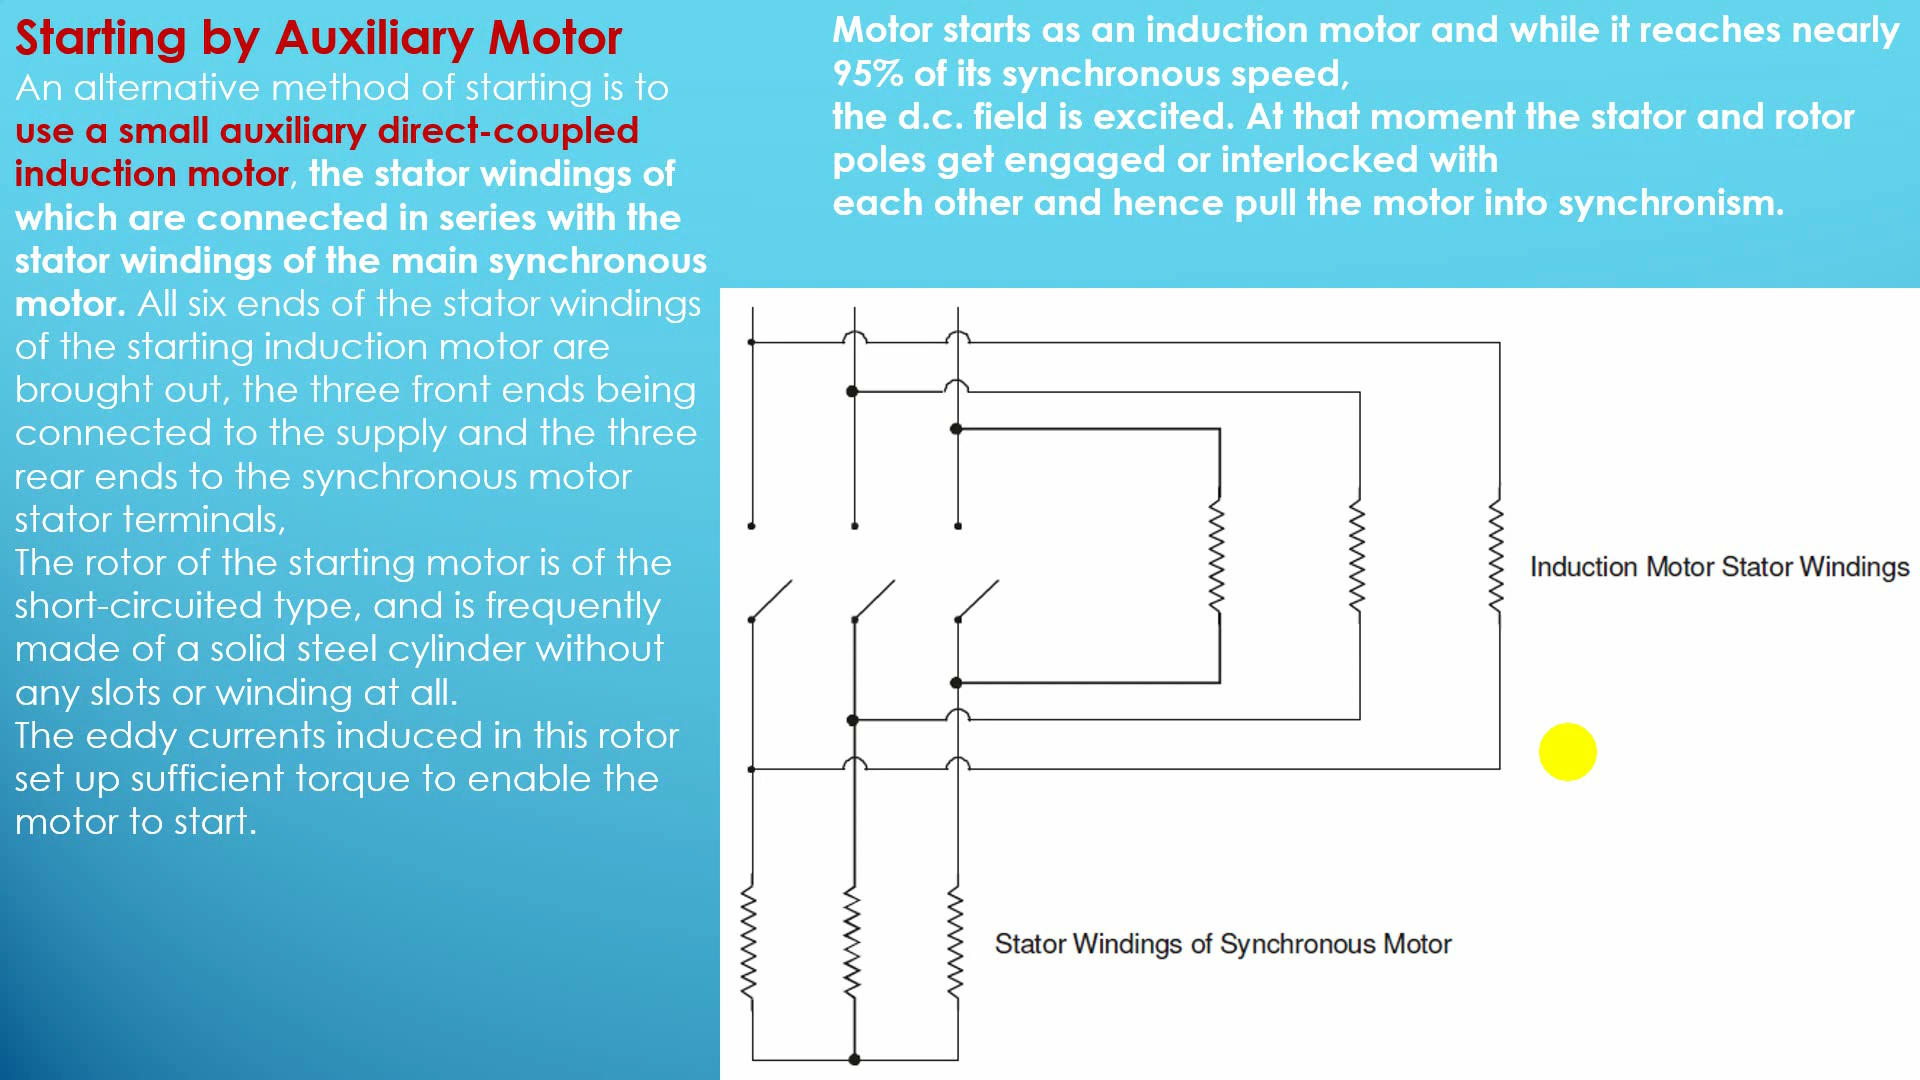 Starting by Auxiliary Motor
An alternative method of starting is to
use a small auxiliary direct-coupled
induction motor, the stator windings of
which are connected in series with the
stator windings of the main synchronous
motor. All six ends of the stator windings
of the starting induction motor are
brought out, the three front ends being
connected to the supply and the three
rear ends to the synchronous motor
stator terminals,
The rotor of the starting motor is of the
short-circuited type, and is frequently
made of a solid steel cylinder without
any slots or winding at all.
The eddy currents induced in this rotor
set up sufficient torque to enable the
motor to start.
Motor starts as an induction motor and while it reaches nearly
95% of its synchronous speed,
the d.c. field is excited. At that moment the stator and rotor
poles get engaged or interlocked with
each other and hence pull the motor into synchronism.
Induction Motor Stator Windings
Stator Windings of Synchronous Motor